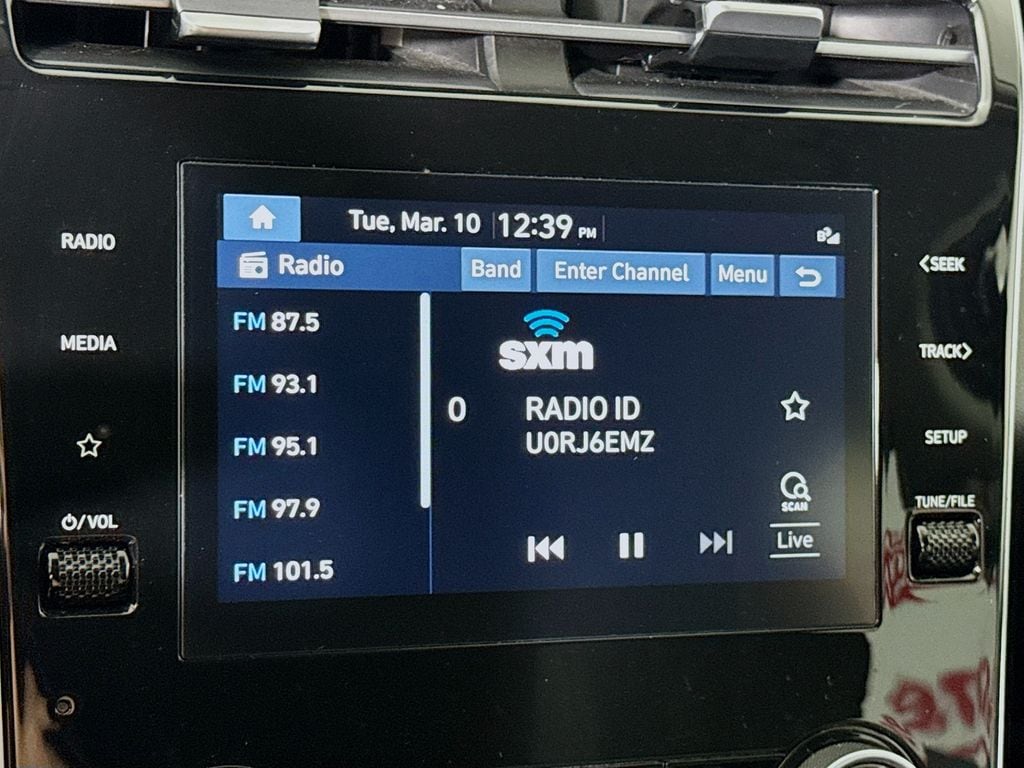 Tue, Mar. 10 12:39 PM
Radio Band Enter Channel Menu
RADIO
MEDIA
/VOL
FM 87.5
FM 93.1
FM 95.1
FM 97.9
FM 101.5
sxm
0 RADIO ID
U0RJ6EMZ
SCAN
Live
SEEK
TRACK
SETUP
TUNE/FILE